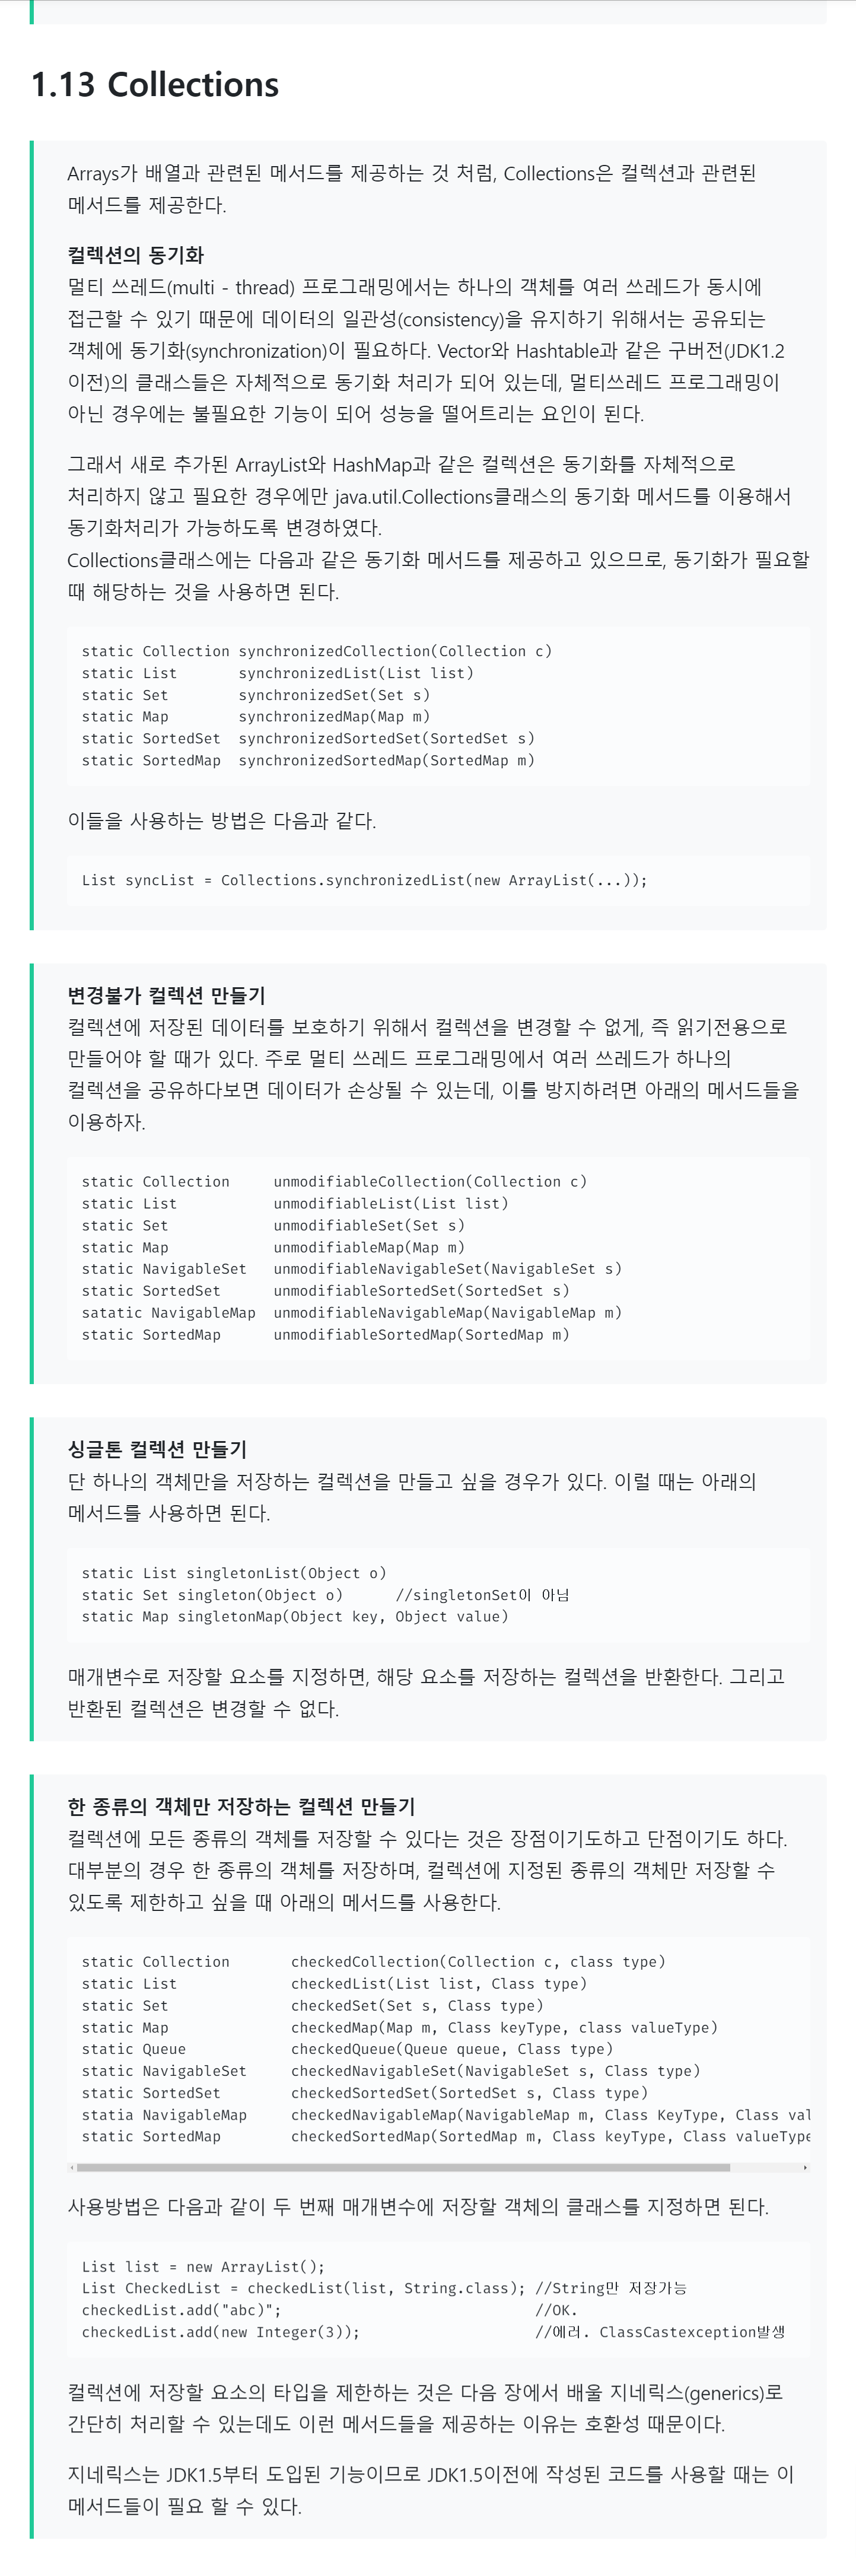 1.13 Collections
Arrays가 배열과 관련된 메서드를 제공하는 것 처럼, Collections은 컬렉션과 관련된
메서드를 제공한다.
컬렉션의 동기화
멀티 쓰레드(multi - thread) 프로그래밍에서는 하나의 객체를 여러 쓰레드가 동시에
접근할 수 있기 때문에 데이터의 일관성(consistency)을 유지하기 위해서는 공유되는
객체에 동기화(synchronization)이 필요하다. Vector와 Hashtable과 같은 구버전(JDK1.2
이전)의 클래스들은 자체적으로 동기화 처리가 되어 있는데, 멀티쓰레드 프로그래밍이
아닌 경우에는 불필요한 기능이 되어 성능을 떨어트리는 요인이 된다.
그래서 새로 추가된 ArrayList와 HashMap과 같은 컬렉션은 동기화를 자체적으로
처리하지 않고 필요한 경우에만 java.util.Collections클래스의 동기화 메서드를 이용해서
동기화처리가 가능하도록 변경하였다.
Collections클래스에는 다음과 같은 동기화 메서드를 제공하고 있으므로, 동기화가 필요할
때 해당하는 것을 사용하면 된다.
static Collection synchronizedCollection(Collection c)
static List       synchronizedList(List list)
static Set        synchronizedSet(Set s)
static Map        synchronizedMap(Map m)
static SortedSet  synchronizedSortedSet(SortedSet s)
static SortedMap  synchronizedSortedMap(SortedMap m)
이들을 사용하는 방법은 다음과 같다.
List syncList = Collections.synchronizedList(new ArrayList(...));
변경불가 컬렉션 만들기
컬렉션에 저장된 데이터를 보호하기 위해서 컬렉션을 변경할 수 없게, 즉 읽기전용으로
만들어야 할 때가 있다. 주로 멀티 쓰레드 프로그래밍에서 여러 쓰레드가 하나의
컬렉션을 공유하다보면 데이터가 손상될 수 있는데, 이를 방지하려면 아래의 메서드들을
이용하자.
static Collection     unmodifiableCollection(Collection c)
static List           unmodifiableList(List list)
static Set            unmodifiableSet(Set s)
static Map            unmodifiableMap(Map m)
static NavigableSet   unmodifiableNavigableSet(NavigableSet s)
static SortedSet      unmodifiableSortedSet(SortedSet s)
satatic NavigableMap  unmodifiableNavigableMap(NavigableMap m)
static SortedMap      unmodifiableSortedMap(SortedMap m)
싱글톤 컬렉션 만들기
단 하나의 객체만을 저장하는 컬렉션을 만들고 싶을 경우가 있다. 이럴 때는 아래의
메서드를 사용하면 된다.
static List singletonList(Object o)
static Set singleton(Object o)      //singletonSet이 아님
static Map singletonMap(Object key, Object value)
매개변수로 저장할 요소를 지정하면, 해당 요소를 저장하는 컬렉션을 반환한다. 그리고
반환된 컬렉션은 변경할 수 없다.
한 종류의 객체만 저장하는 컬렉션 만들기
컬렉션에 모든 종류의 객체를 저장할 수 있다는 것은 장점이기도하고 단점이기도 하다.
대부분의 경우 한 종류의 객체를 저장하며, 컬렉션에 지정된 종류의 객체만 저장할 수
있도록 제한하고 싶을 때 아래의 메서드를 사용한다.
static Collection       checkedCollection(Collection c, class type)
static List             checkedList(List list, Class type)
static Set              checkedSet(Set s, Class type)
static Map              checkedMap(Map m, Class keyType, class valueType)
static Queue            checkedQueue(Queue queue, Class type)
static NavigableSet     checkedNavigableSet(NavigableSet s, Class type)
static SortedSet        checkedSortedSet(SortedSet s, Class type)
statia NavigableMap     checkedNavigableMap(NavigableMap m, Class KeyType, Class val
static SortedMap        checkedSortedMap(SortedMap m, Class keyType, Class valueType
사용방법은 다음과 같이 두 번째 매개변수에 저장할 객체의 클래스를 지정하면 된다.
List list = new ArrayList();
List CheckedList = checkedList(list, String.class); //String만 저장가능
checkedList.add("abc)";                             //OK.
checkedList.add(new Integer(3));                    //에러. ClassCastexception발생
컬렉션에 저장할 요소의 타입을 제한하는 것은 다음 장에서 배울 지네릭스(generics)로
간단히 처리할 수 있는데도 이런 메서드들을 제공하는 이유는 호환성 때문이다.
지네릭스는 JDK1.5부터 도입된 기능이므로 JDK1.5이전에 작성된 코드를 사용할 때는 이
메서드들이 필요 할 수 있다.